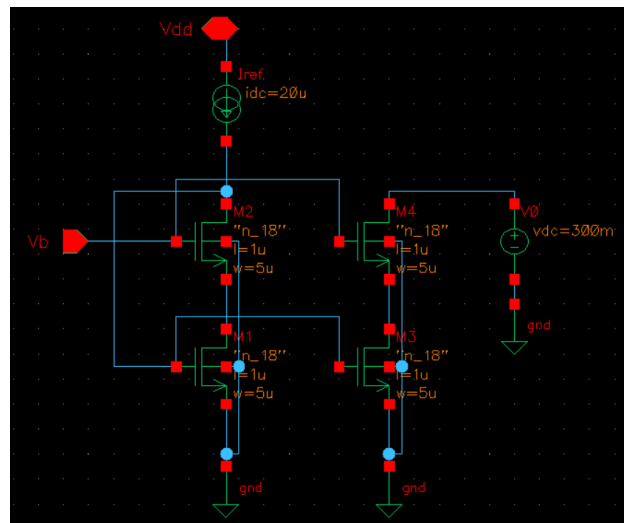 Vdd
Iref
idc=20u
Vb
M2
"n_18"
l=1u
w=5u
M4
"n_18"
l=1u
w=5u
V0
vdc=300m
M1
"n_18"
l=1u
w=5u
M3
"n_18"
l=1u
w=5u
gnd
gnd
gnd